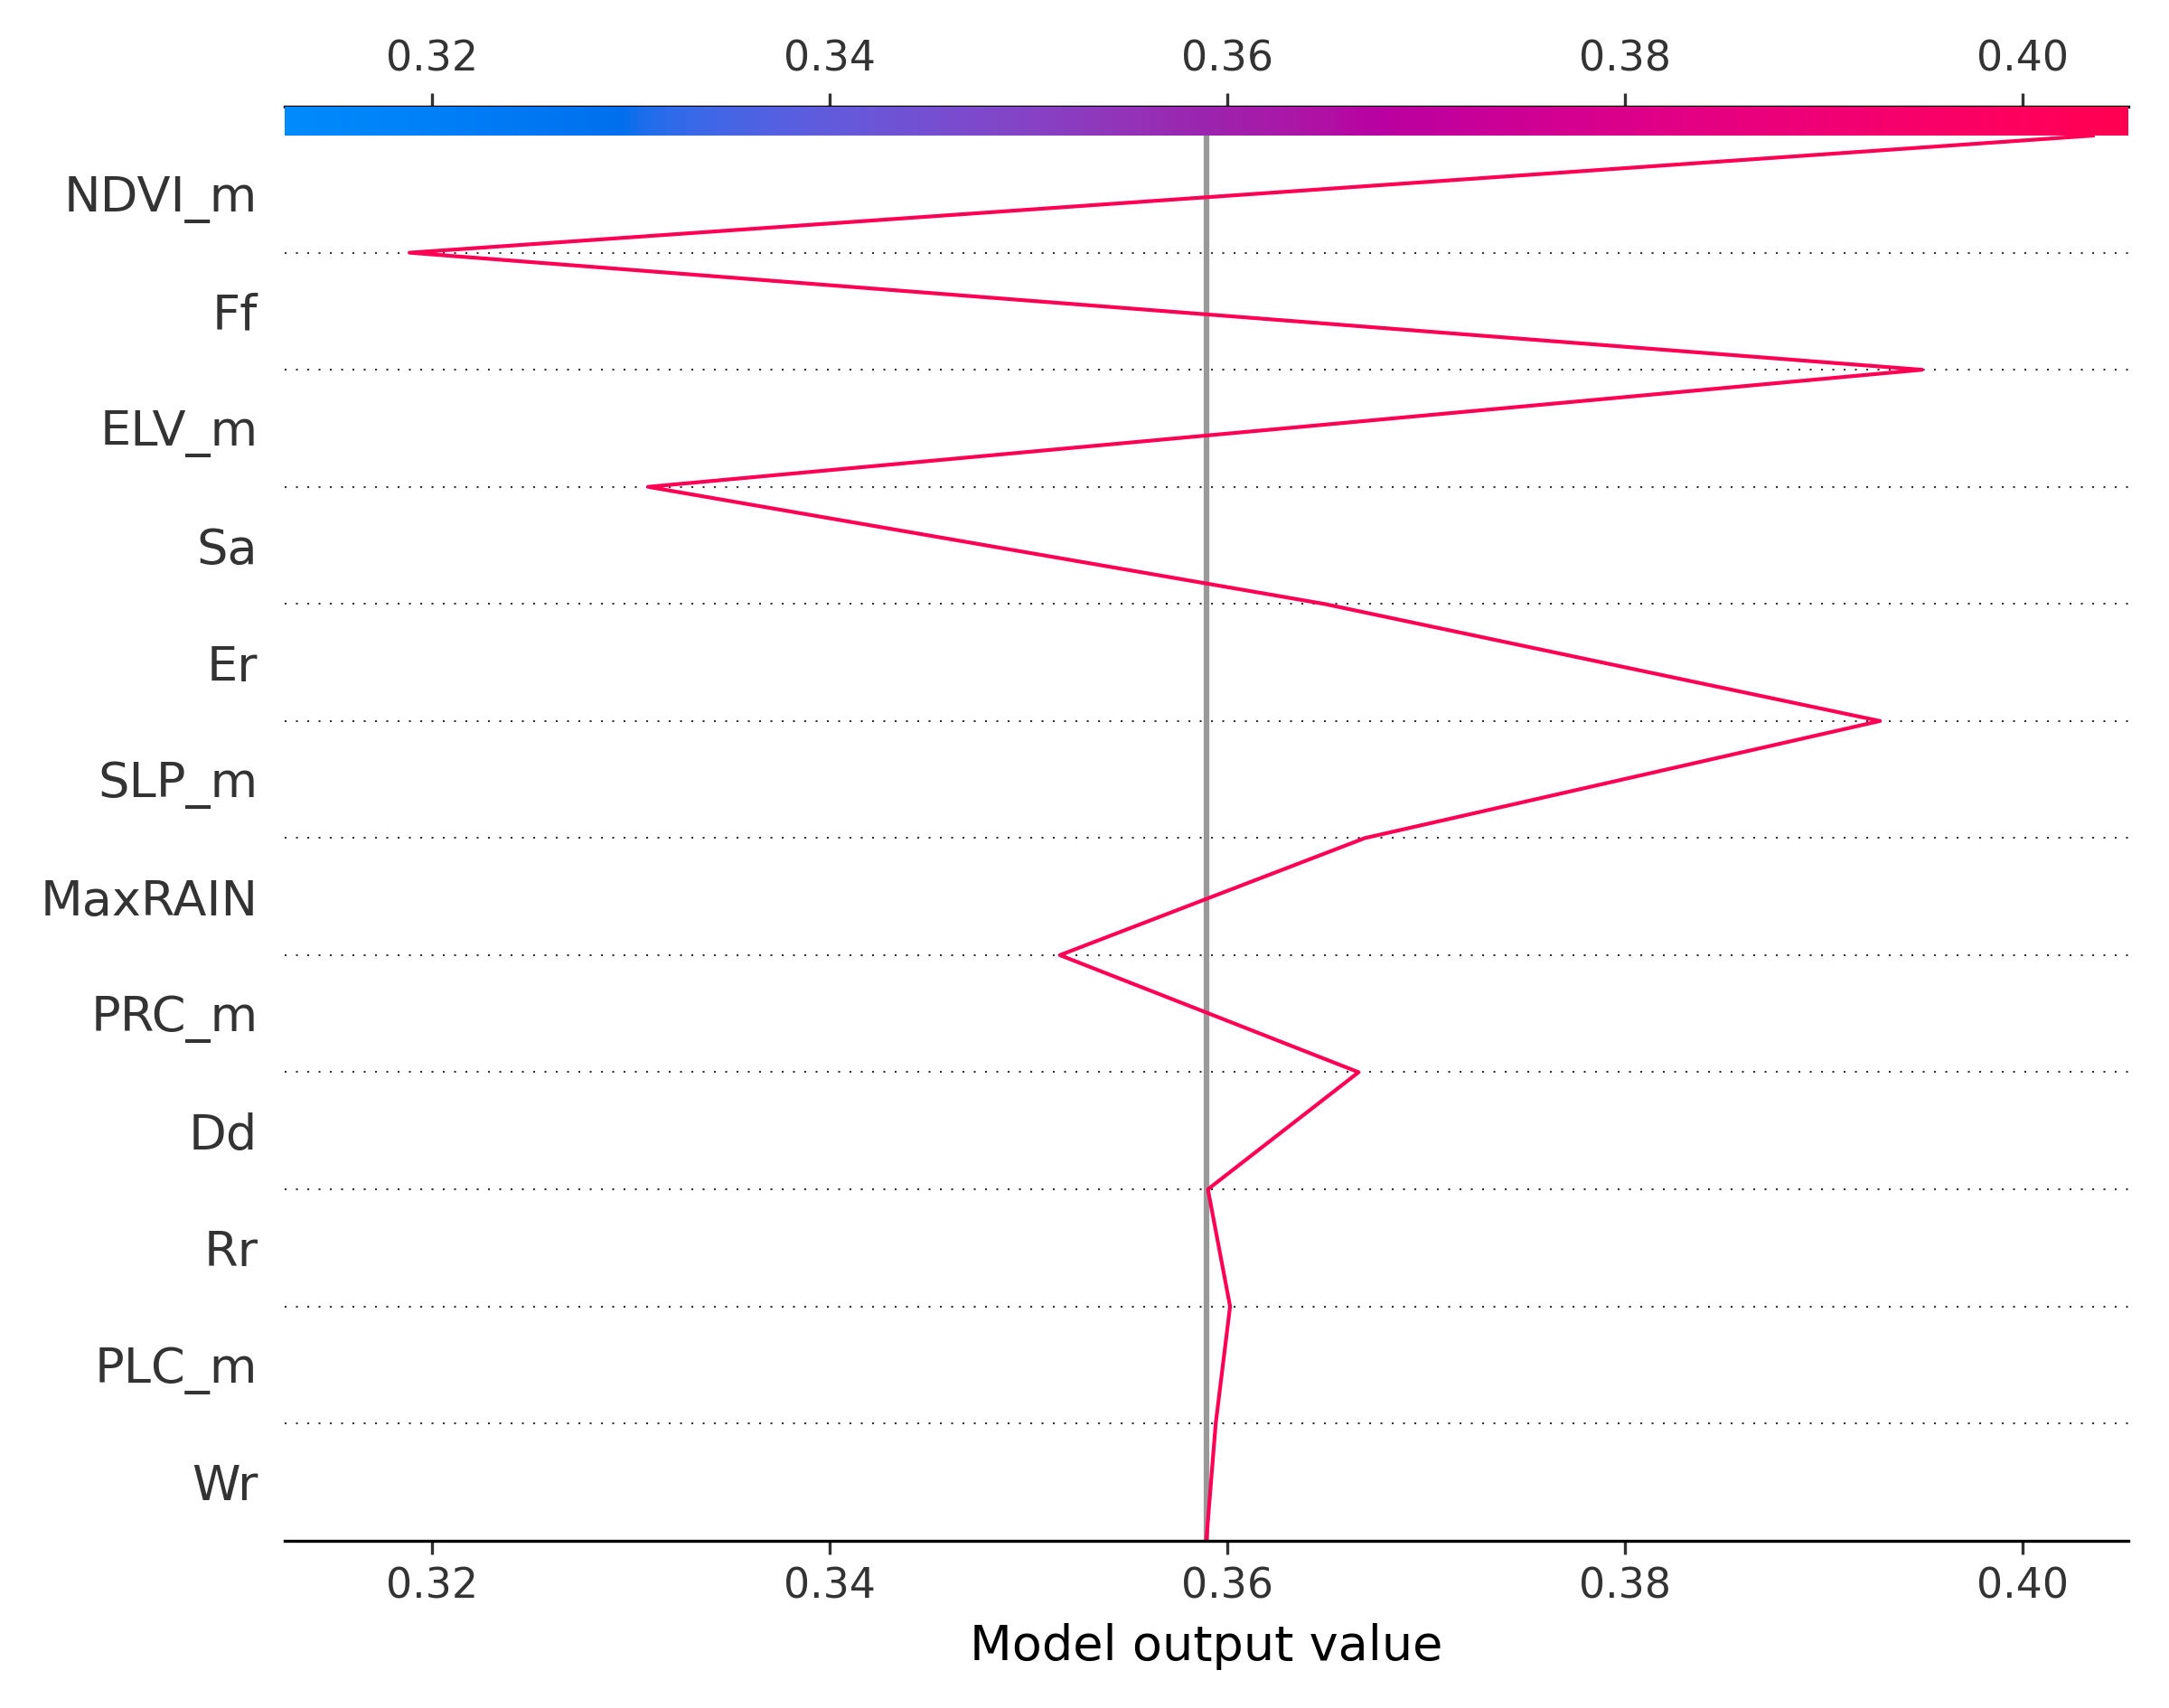 0.32 0.34 0.36 0.38 0.40
NDVI_m
Ff
ELV_m
Sa
Er
SLP_m
MaxRAIN
PRC_m
Dd
Rr
PLC_m
Wr
0.32 0.34 0.36 0.38 0.40
Model output value